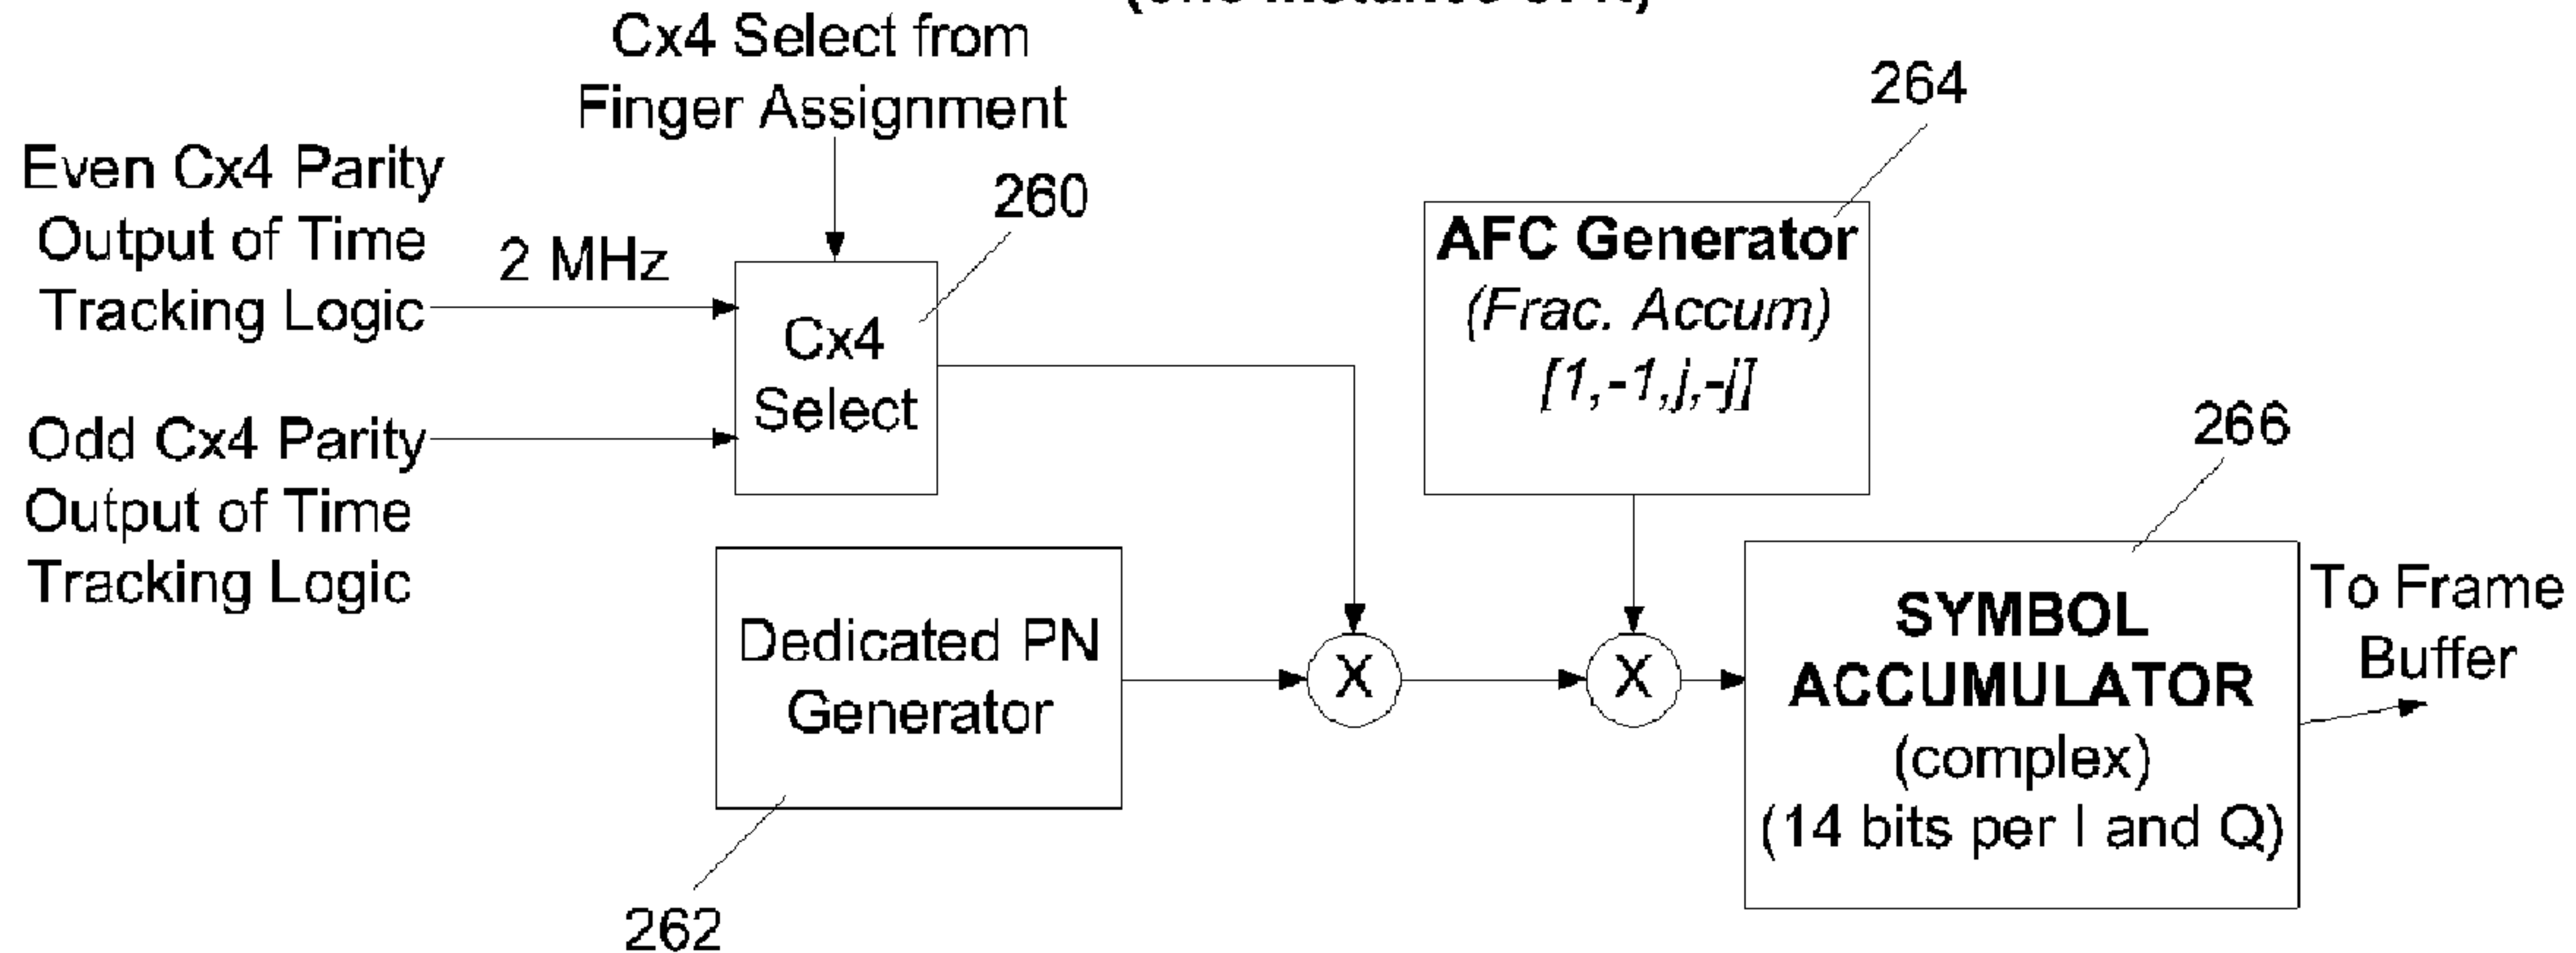 Cx4 Select from
Finger Assignment
264
Even Cx4 Parity
Output of Time
Tracking Logic
2 MHz
260
Cx4
Select
AFC Generator
(Frac. Accum)
[1,-1,j,-j]
Odd Cx4 Parity
Output of Time
Tracking Logic
266
Dedicated PN
Generator
X
X
SYMBOL
ACCUMULATOR
(complex)
(14 bits per I and Q)
To Frame
Buffer
262